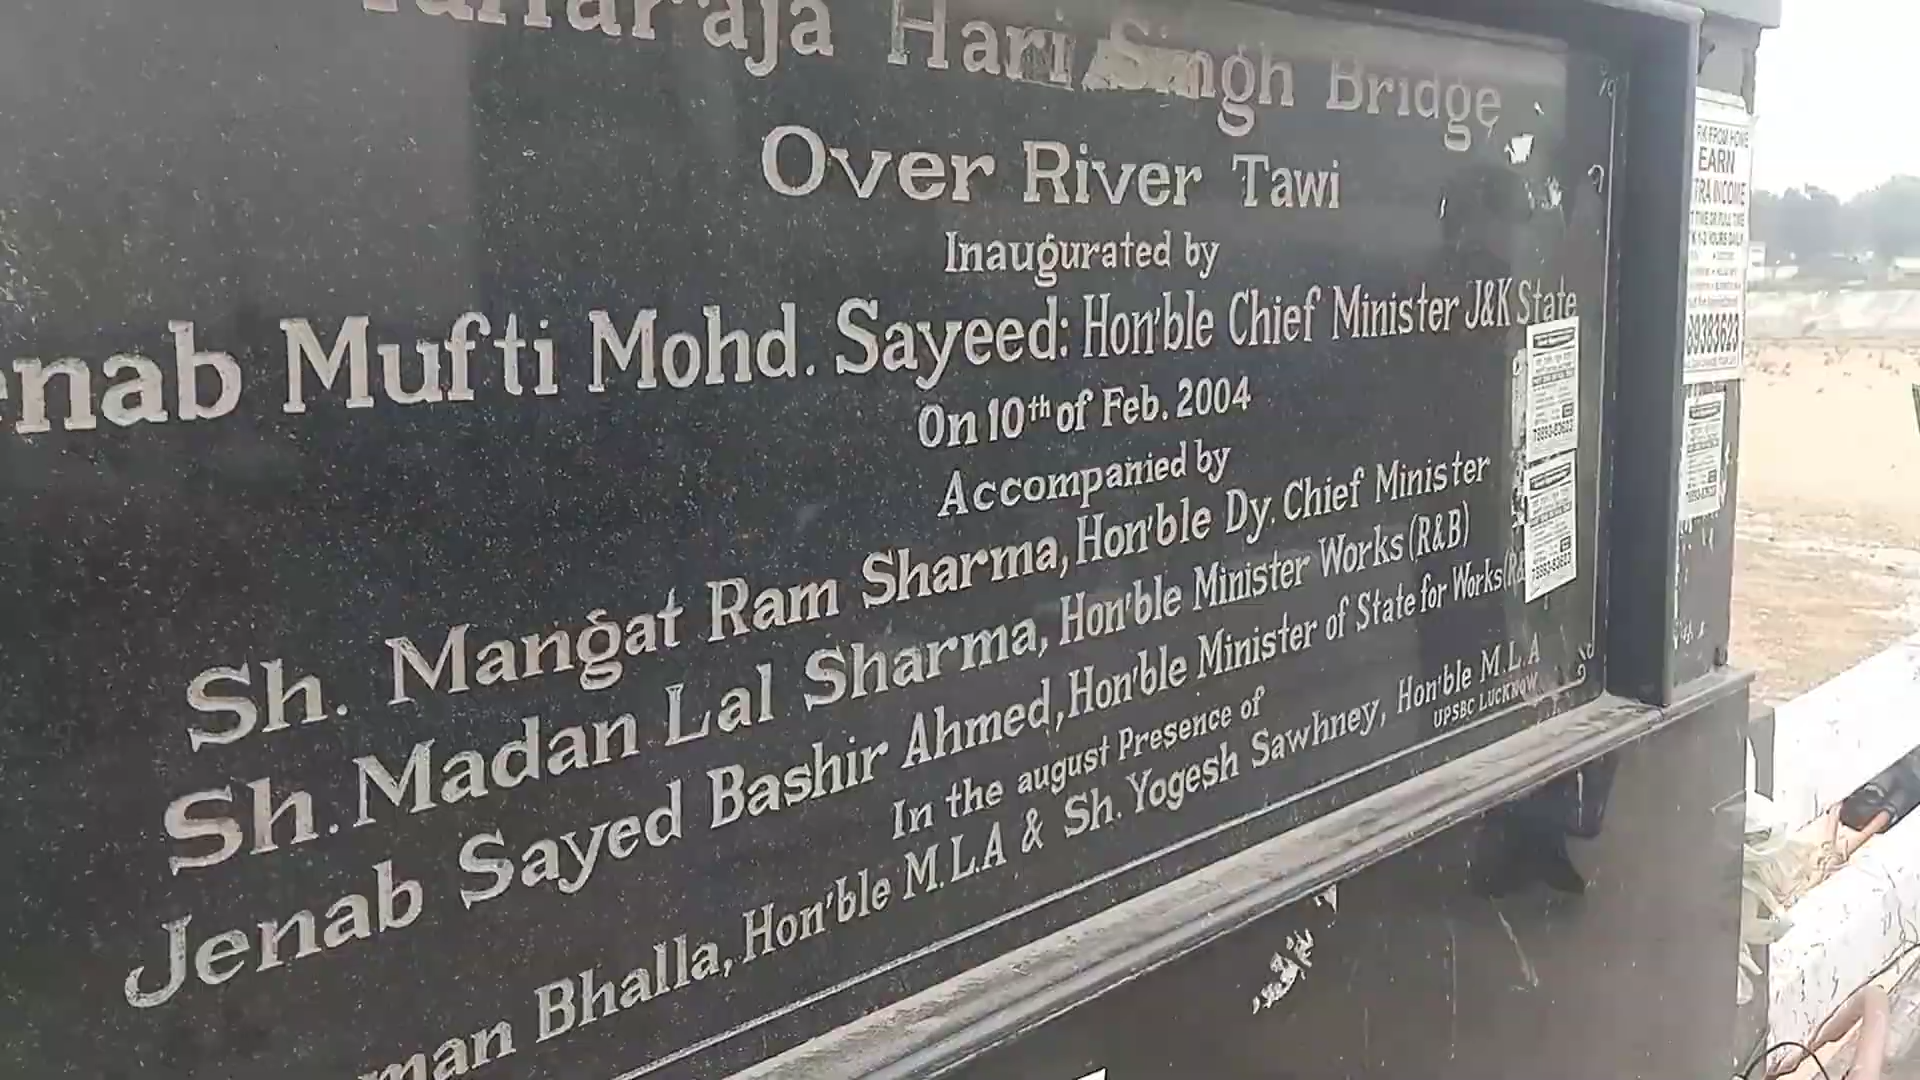 Hari Singh Bridge
Over River Tawi
Inaugurated by
Mufti Mohd. Sayeed: Hon'ble Chief Minister J&K State
On 10th of Feb. 2004
Accompanied by
Sh. Mangat Ram Sharma, Hon'ble Dy. Chief Minister
Sh. Madan Lal Sharma, Hon'ble Minister Works (R&B)
Jenab Sayed Bashir Ahmed, Hon'ble Minister of State for Works
In the august Presence of
Bhalla, Hon'ble M.L.A & Sh. Yogesh Sawhney, Hon'ble M.L.A
UPSBC LUCKNOW
FROM HOME
EARN
INCOME